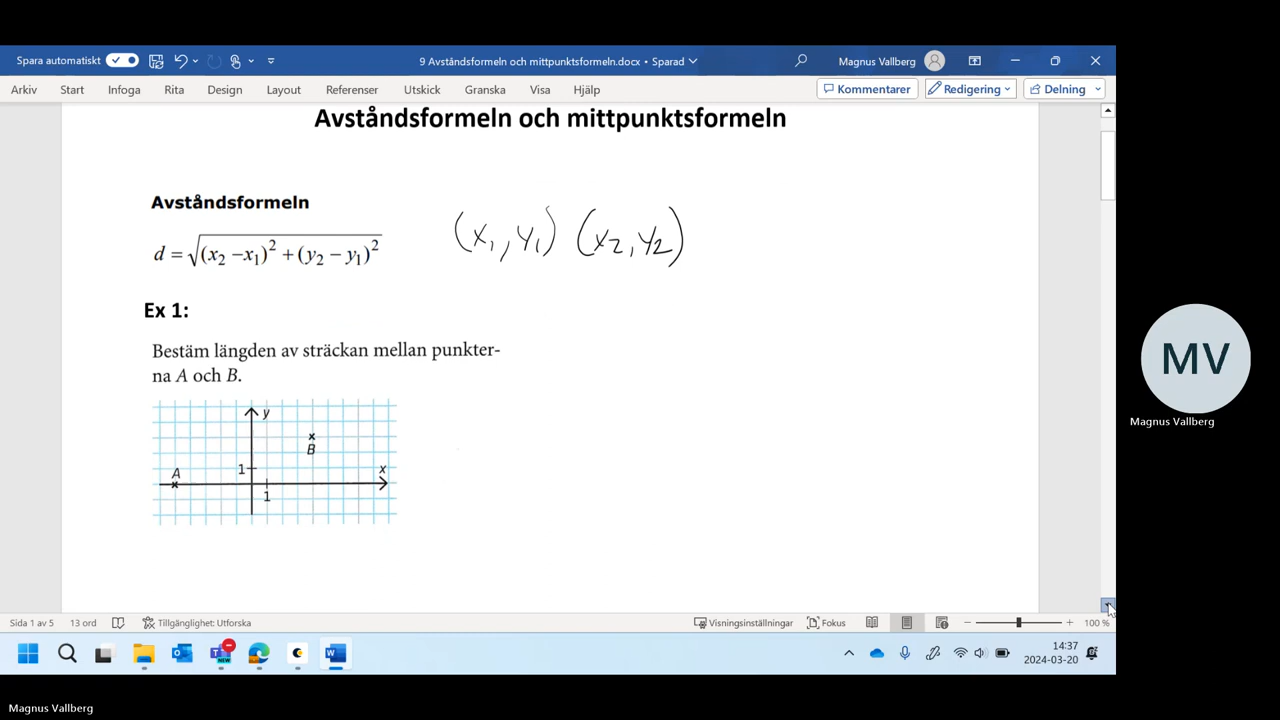 Spara automatiskt
9 Avståndsformeln och mittpunktsformeln.docx • Sparad
Magnus Vallberg
Arkiv Start Infoga Rita Design Layout Referenser Utskick Granska Visa Hjälp
Kommentarer Redigering Delning
Avståndsformeln och mittpunktsformeln
Avståndsformeln
d = √(x₂ −x₁)² + (y₂ − y₁)²
(x₁, y₁) (x₂, y₂)
Ex 1:
Bestäm längden av sträckan mellan punkter-
na A och B.
y
B
A
1
x
1
MV
Magnus Vallberg
Sida 1 av 5 13 ord Tillgänglighet: Utforska Visningsinställningar Fokus 100 %
NEW
14:37
2024-03-20
Magnus Vallberg